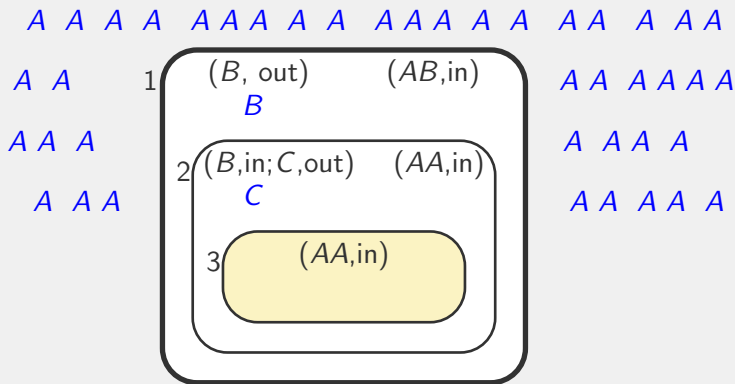 A A A A A A A A A A A A A A A A A A A
A A 1 (B, out) (AB,in) A A A A A A
B
A A A 2 (B,in;C,out) (AA,in) A A A A
A A A C A A A A A
3 (AA,in)